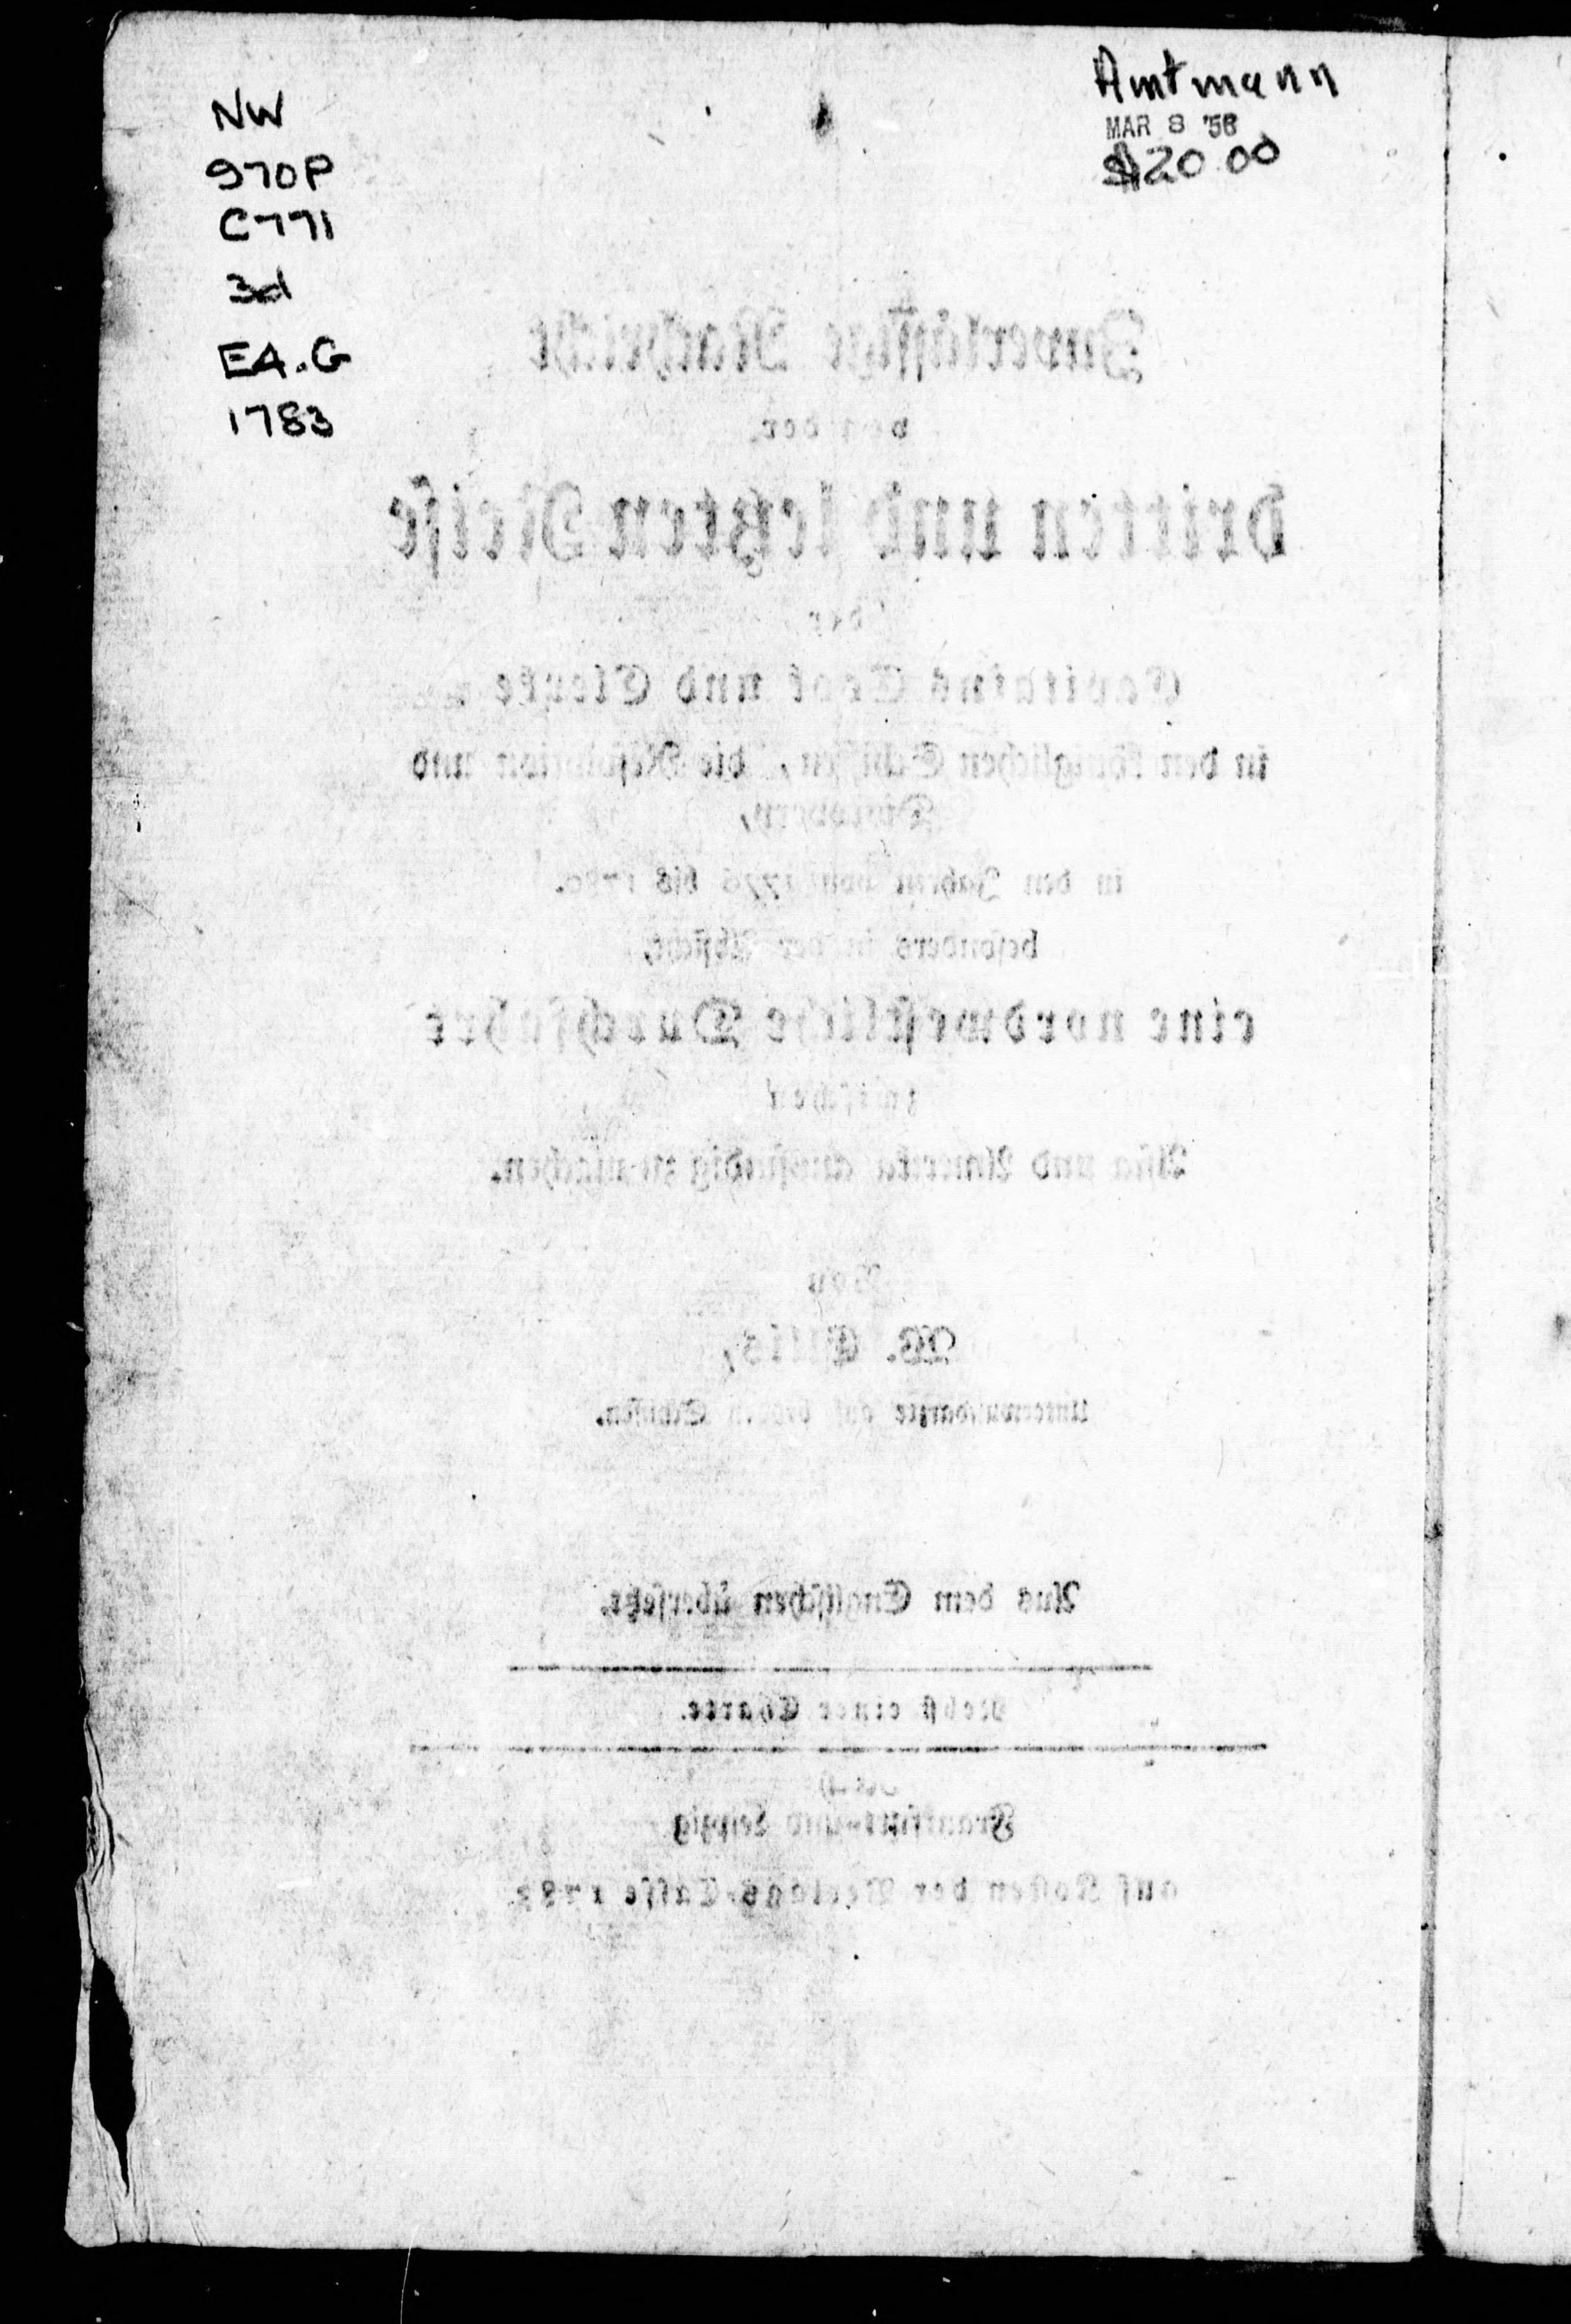 NW
970P
C771
3d
E4.G
1783
Amtmann
MAR 8 '56
$20.00
Zuverläßige Nachricht
von der
dritten und letzten Reise
der
Capitains Cook und Clerke
in den königlichen Schiffen, die Resolution und
Discovery,
in den Jahren von 1776 bis 1780.
besonders in der Absicht,
eine nordwestliche Durchfahrt
zwischen
Asia und Amerika ausfindig zu machen.
Von
W. Ellis,
Unterwundarzte auf beyden Schiffen.
Aus dem Englischen übersetzt.
Nebst einer Charte.
Frankfurt und Leipzig
auf Kosten der Verlags-Casse 1783.